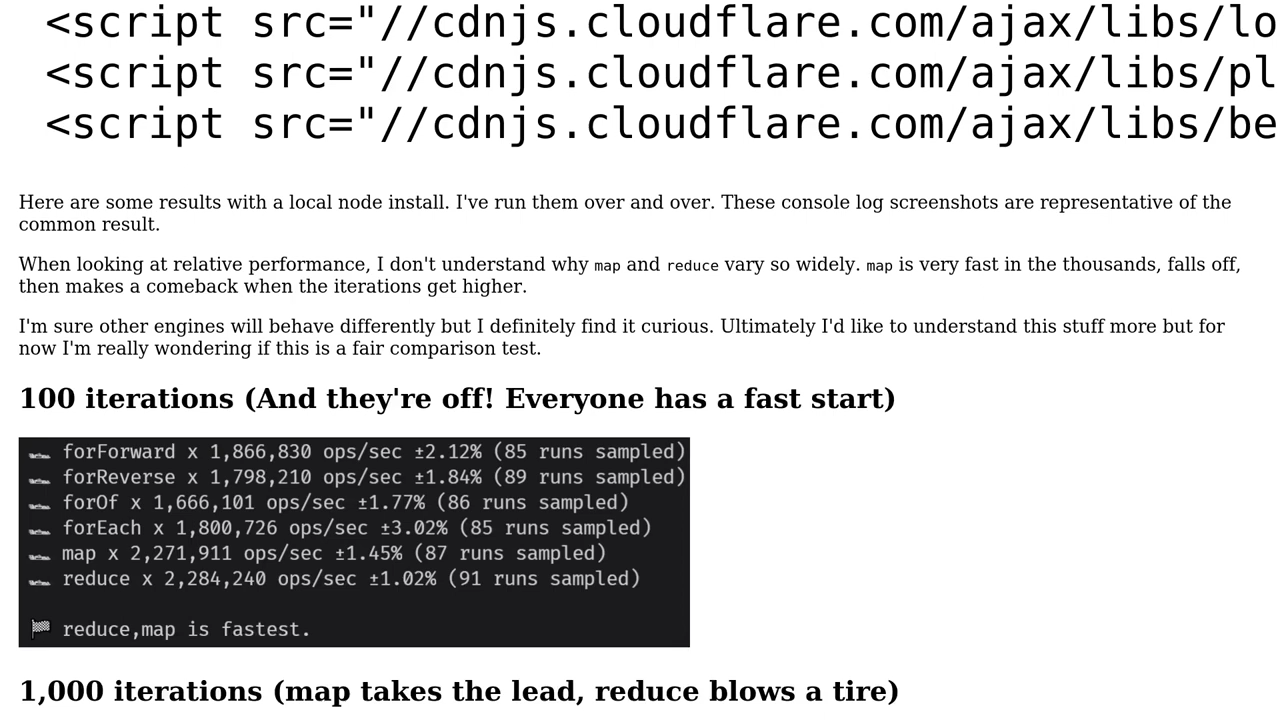 <script src="//cdnjs.cloudflare.com/ajax/libs/lo
<script src="//cdnjs.cloudflare.com/ajax/libs/pl
<script src="//cdnjs.cloudflare.com/ajax/libs/be
Here are some results with a local node install. I've run them over and over. These console log screenshots are representative of the
common result.
When looking at relative performance, I don't understand why map and reduce vary so widely. map is very fast in the thousands, falls off,
then makes a comeback when the iterations get higher.
I'm sure other engines will behave differently but I definitely find it curious. Ultimately I'd like to understand this stuff more but for
now I'm really wondering if this is a fair comparison test.
100 iterations (And they're off! Everyone has a fast start)
forForward x 1,866,830 ops/sec ±2.12% (85 runs sampled)
forReverse x 1,798,210 ops/sec ±1.84% (89 runs sampled)
forOf x 1,666,101 ops/sec ±1.77% (86 runs sampled)
forEach x 1,800,726 ops/sec ±3.02% (85 runs sampled)
map x 2,271,911 ops/sec ±1.45% (87 runs sampled)
reduce x 2,284,240 ops/sec ±1.02% (91 runs sampled)
reduce,map is fastest.
1,000 iterations (map takes the lead, reduce blows a tire)